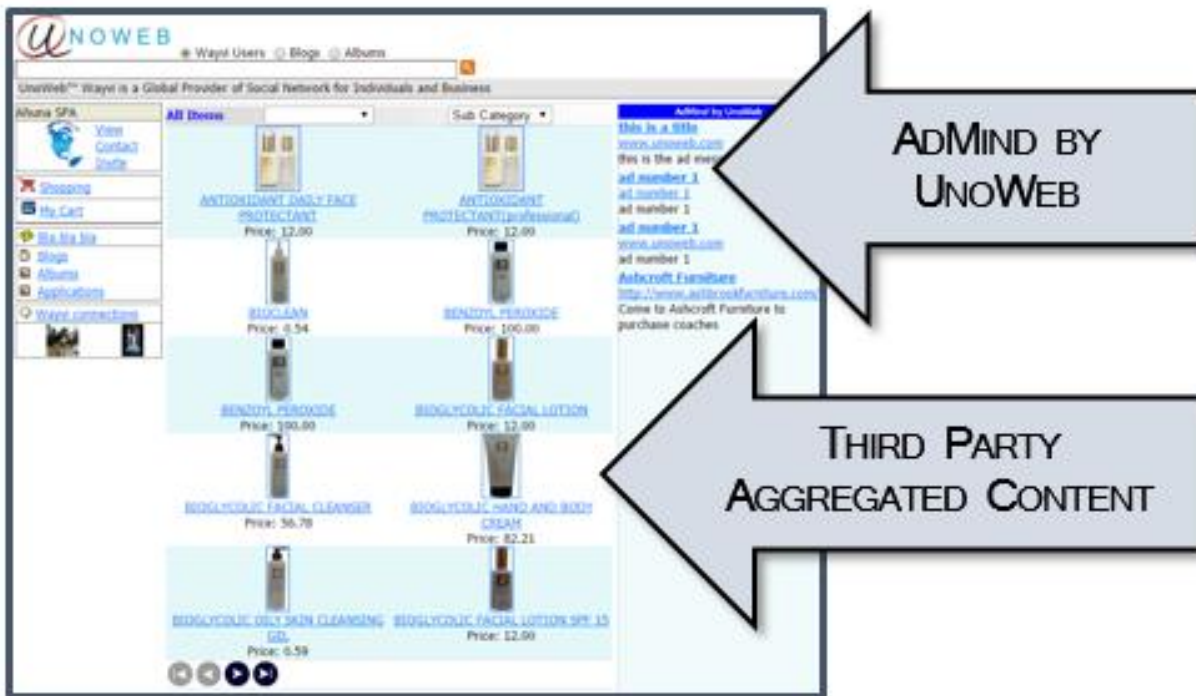 UNOWEB
Wayvi Users Blogs Albums
UnoWeb™ Wayvi is a Global Provider of Social Network for Individuals and Business
Ahuna SPA
View
Contact
Invite
Shopping
My Cart
Bla bla bla
Blogs
Albums
Applications
Wayvi connections
All Items
Sub Category
ANTIOXIDANT DAILY FACE
PROTECTANT
Price: 12.00
ANTIOXIDANT
PROTECTANT(professional)
Price: 12.00
BIOCLEAN
Price: 0.54
BENZOYL PEROXIDE
Price: 100.00
BENZOYL PEROXIDE
Price: 100.00
BIOGLYCOLIC FACIAL LOTION
Price: 12.00
BIOGLYCOLIC FACIAL CLEANSER
Price: 56.78
BIOGLYCOLIC HAND AND BODY
CREAM
Price: 82.21
BIOGLYCOLIC OILY SKIN CLEANSING
GEL
Price: 0.59
BIOGLYCOLIC FACIAL LOTION SPF 15
Price: 12.00
AdMind by UnoWeb
this is a title
www.unoweb.com
this is the ad
ad number 1
ad number 1
ad number 1
ad number 1
www.unoweb.com
ad number 1
Ashcroft Furniture
Come to Ashcroft Furniture to
purchase coaches
ADMIND BY
UNOWEB
THIRD PARTY
AGGREGATED CONTENT